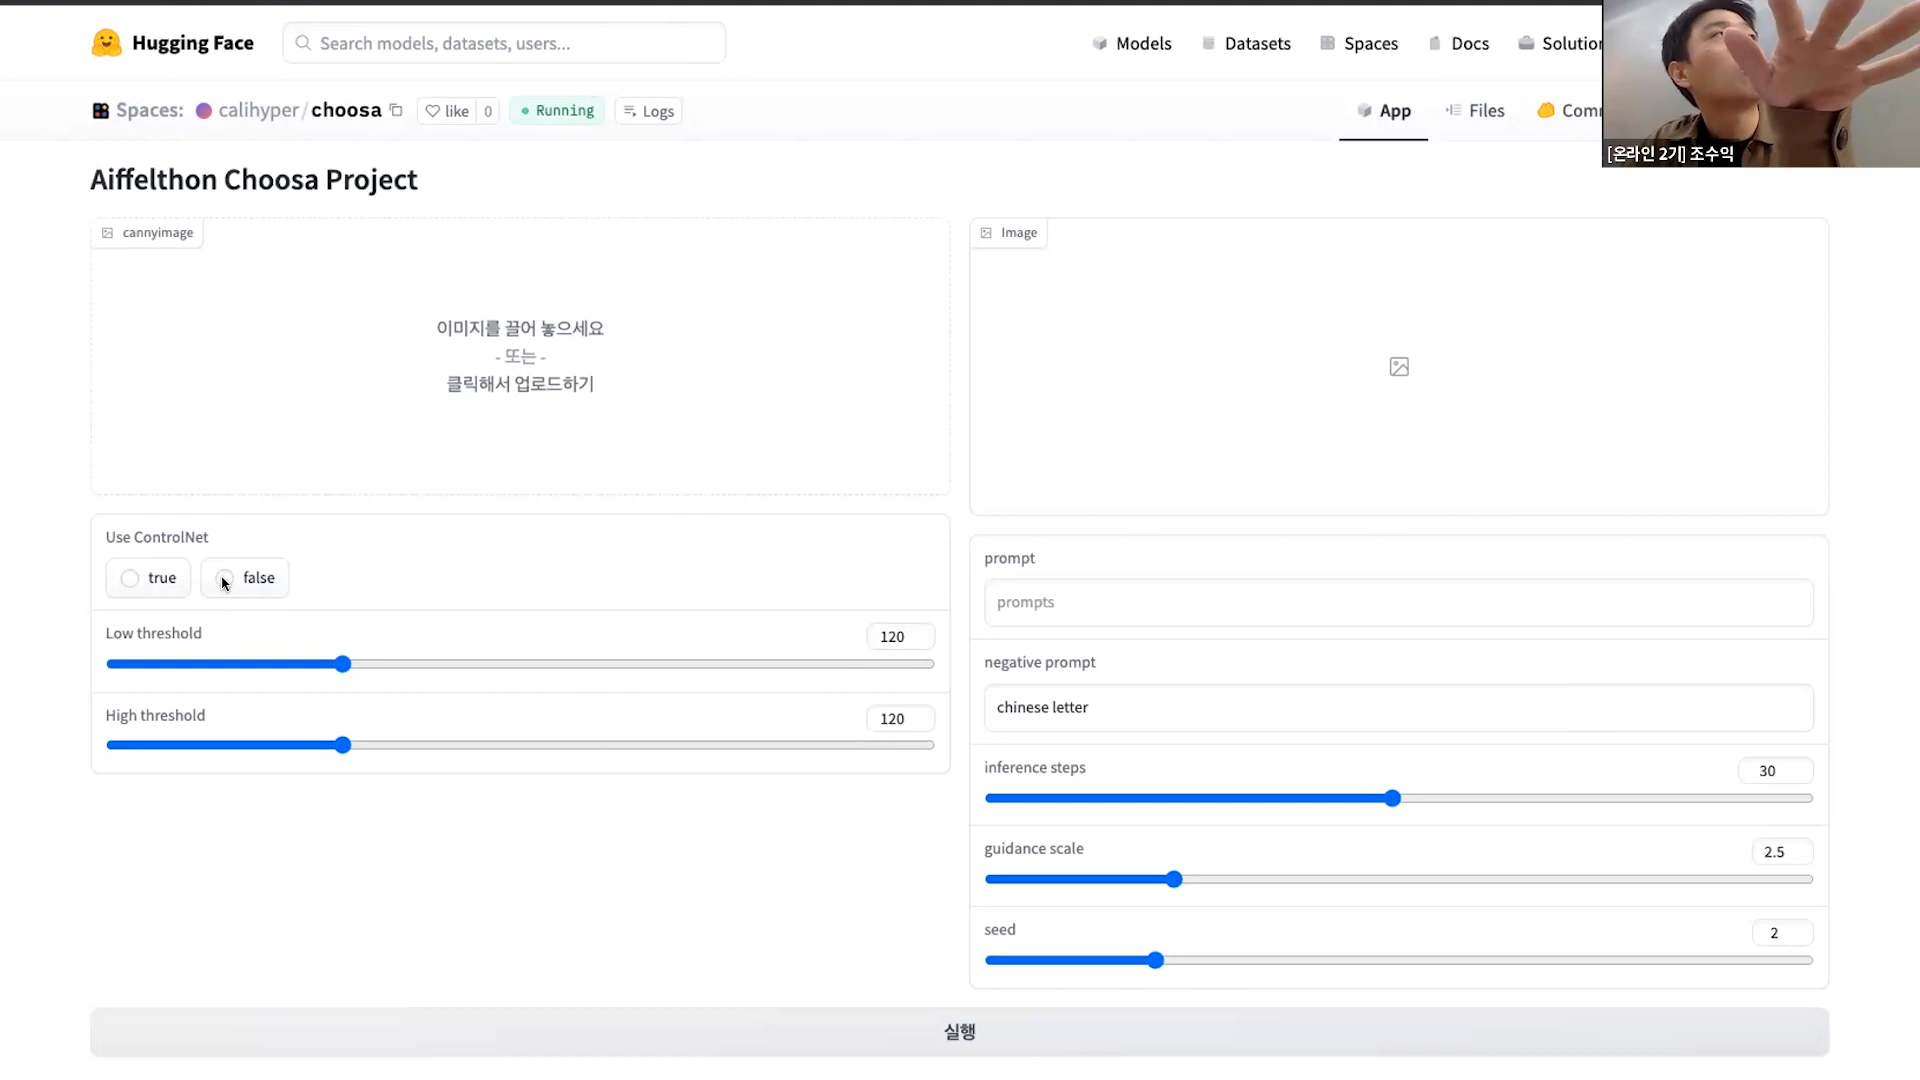 Hugging Face
Search models, datasets, users...
Models
Datasets
Spaces
Docs
Solution
Spaces:
calihyper/choosa
like
0
Running
Logs
App
Files
Comm
[온라인 2기] 조수익
Aiffelthon Choosa Project
cannyimage
이미지를 끌어 놓으세요
- 또는 -
클릭해서 업로드하기
Image
Use ControlNet
true
false
Low threshold
120
High threshold
120
prompt
prompts
negative prompt
chinese letter
inference steps
30
guidance scale
2.5
seed
2
실행